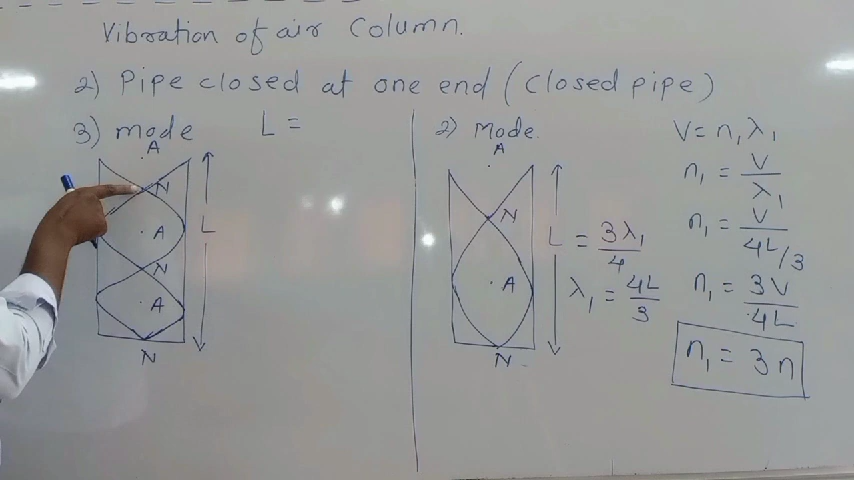 Vibration of air Column.
2) Pipe closed at one end (closed pipe)
3) mode
L =
A
N
A
N
A
N
L
2) Mode.
A
N
A
N
L = 3λ₁/4
λ₁ = 4L/3
V = n₁λ₁
n₁ = V/λ₁
n₁ = V/4L/3
n₁ = 3V/4L
n₁ = 3n